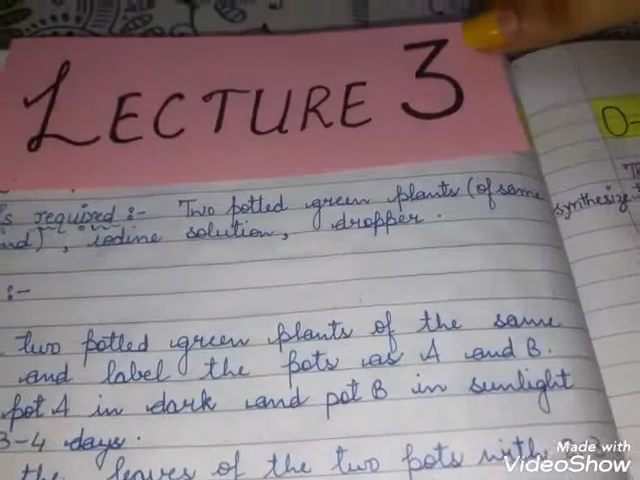 LECTURE 3
's required :- Two potted green plants (of same
and), iodine solution, dropper.
:-
two potted green plants of the same
and label the pots as A and B.
pot A in dark and pot B in sunlight
3-4 days.
the leaves of the two pots with
synthesize
Made with
VideoShow